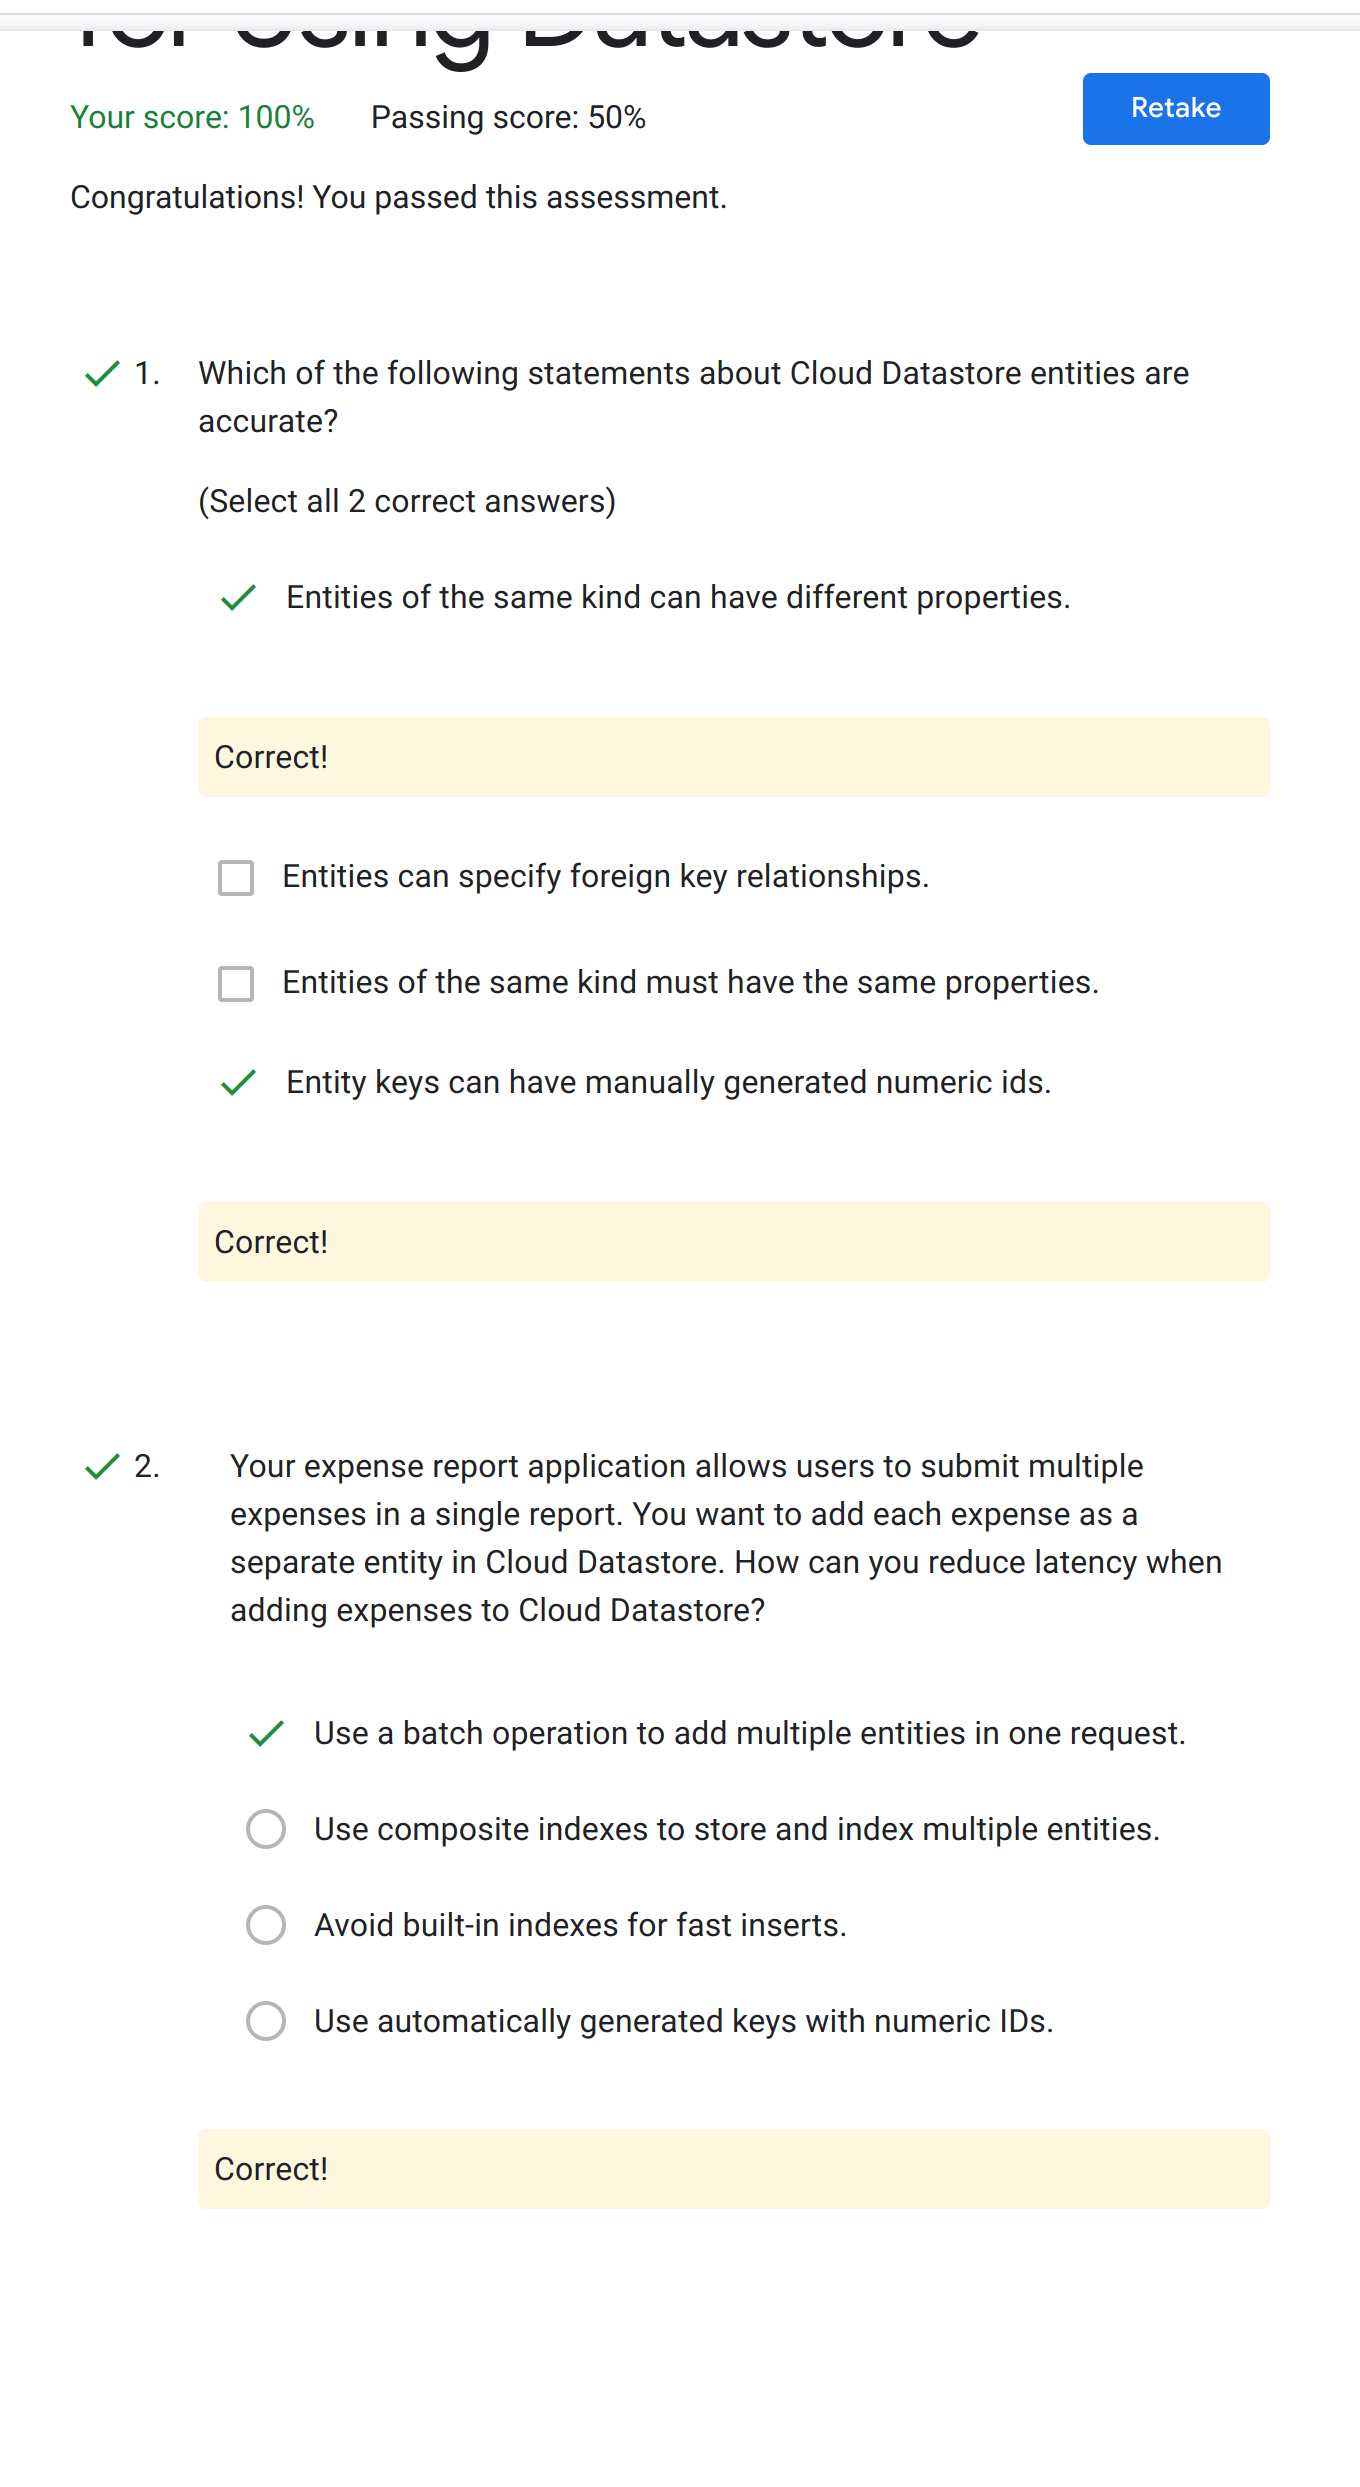 for Using Datastore
Your score: 100% Passing score: 50%
Retake
Congratulations! You passed this assessment.
1. Which of the following statements about Cloud Datastore entities are
accurate?
(Select all 2 correct answers)
Entities of the same kind can have different properties.
Correct!
Entities can specify foreign key relationships.
Entities of the same kind must have the same properties.
Entity keys can have manually generated numeric ids.
Correct!
2. Your expense report application allows users to submit multiple
expenses in a single report. You want to add each expense as a
separate entity in Cloud Datastore. How can you reduce latency when
adding expenses to Cloud Datastore?
Use a batch operation to add multiple entities in one request.
Use composite indexes to store and index multiple entities.
Avoid built-in indexes for fast inserts.
Use automatically generated keys with numeric IDs.
Correct!